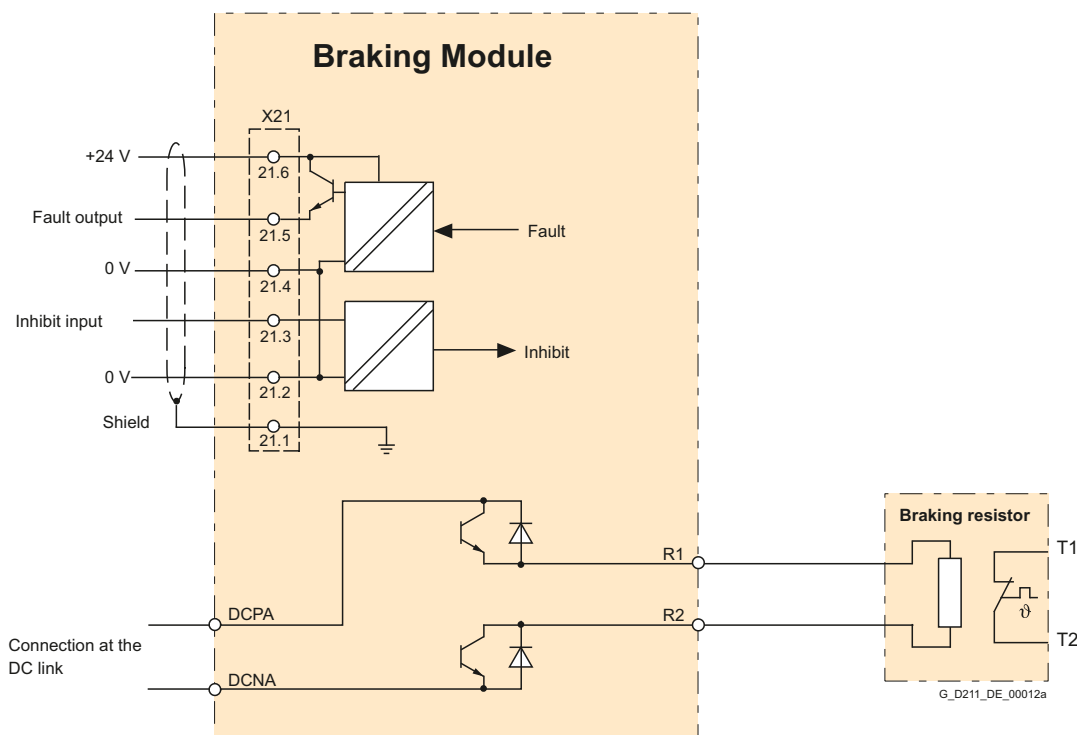 Braking Module
X21
+24 V
21.6
Fault output
21.5
Fault
0 V
21.4
Inhibit input
21.3
Inhibit
0 V
21.2
Shield
21.1
Braking resistor
R1
T1
ϑ
DCPA
R2
T2
Connection at the
DC link
DCNA
G_D211_DE_00012a